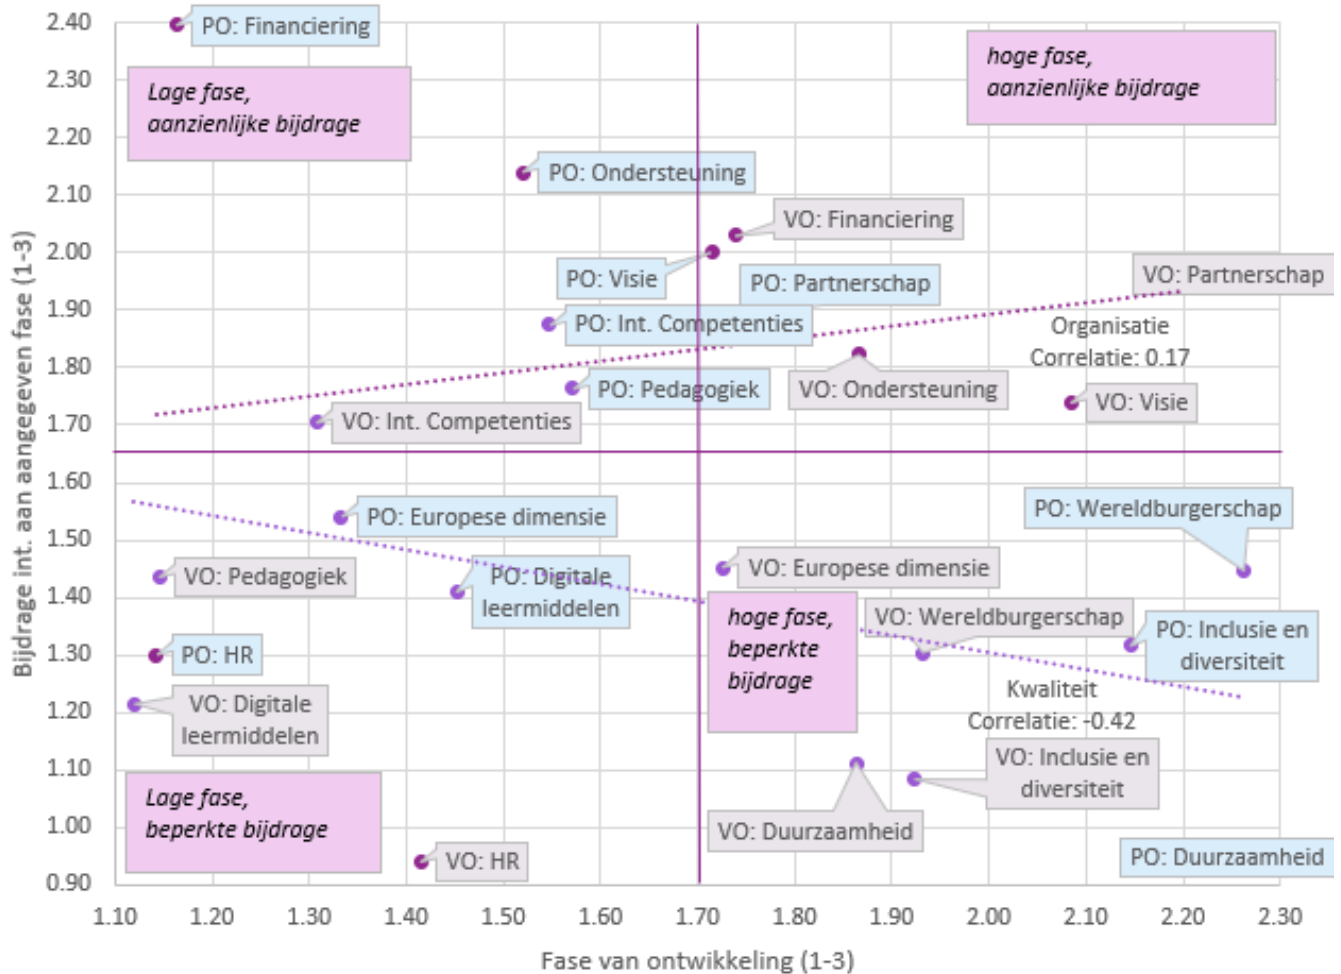 2.40
2.30
2.20
2.10
2.00
1.90
1.80
1.70
1.60
1.50
1.40
1.30
1.20
1.10
1.00
0.90
Bijdrage int. aan aangegeven fase (1-3)
PO: Financiering
Lage fase,
aanzienlijke bijdrage
hoge fase,
aanzienlijke bijdrage
PO: Ondersteuning
VO: Financiering
PO: Visie
PO: Partnerschap
VO: Partnerschap
PO: Int. Competenties
Organisatie
Correlatie: 0.17
PO: Pedagogiek
VO: Ondersteuning
VO: Visie
VO: Int. Competenties
PO: Europese dimensie
PO: Wereldburgerschap
VO: Pedagogiek
PO: Digitale
leermiddelen
VO: Europese dimensie
hoge fase,
beperkte
bijdrage
VO: Wereldburgerschap
PO: Inclusie en
diversiteit
PO: HR
VO: Digitale
leermiddelen
Kwaliteit
Correlatie: -0.42
VO: Inclusie en
diversiteit
Lage fase,
beperkte bijdrage
VO: Duurzaamheid
VO: HR
PO: Duurzaamheid
1.10 1.20 1.30 1.40 1.50 1.60 1.70 1.80 1.90 2.00 2.10 2.20 2.30
Fase van ontwikkeling (1-3)